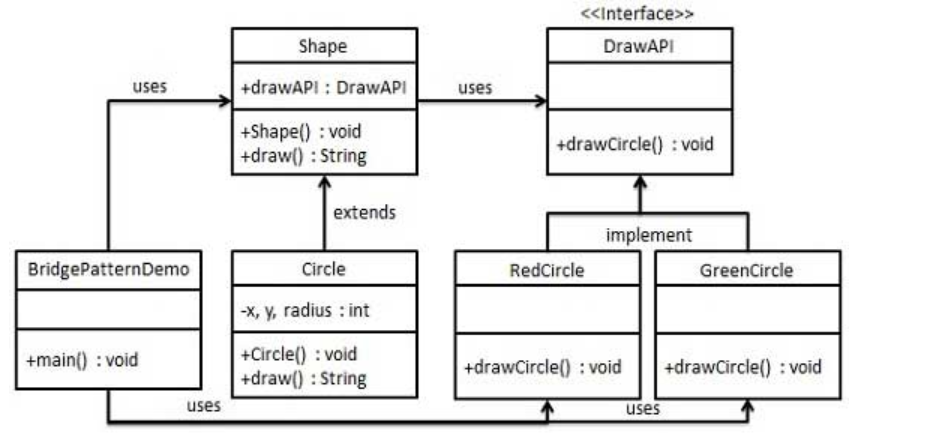 <<Interface>>
Shape
DrawAPI
uses
+drawAPI : DrawAPI
uses
+Shape() : void
+draw() : String
+drawCircle() : void
extends
implement
BridgePatternDemo
Circle
RedCircle
GreenCircle
-x, y, radius : int
+main() : void
+Circle() : void
+draw() : String
+drawCircle() : void
+drawCircle() : void
uses
uses